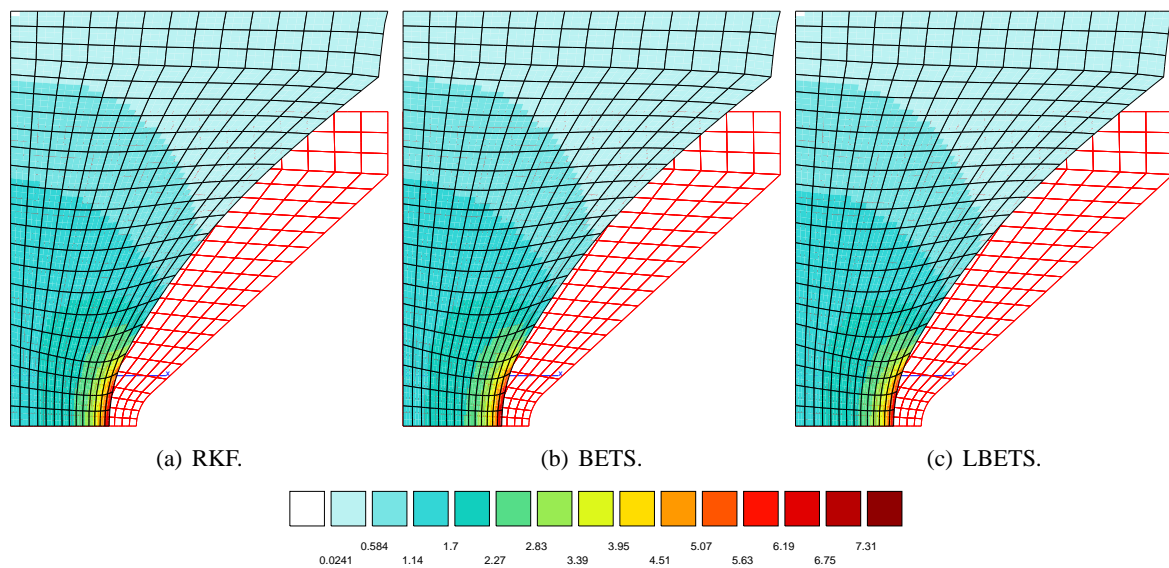 (a) RKF.
(b) BETS.
(c) LBETS.
0.584 1.7 2.83 3.95 5.07 6.19 7.31
0.0241 1.14 2.27 3.39 4.51 5.63 6.75